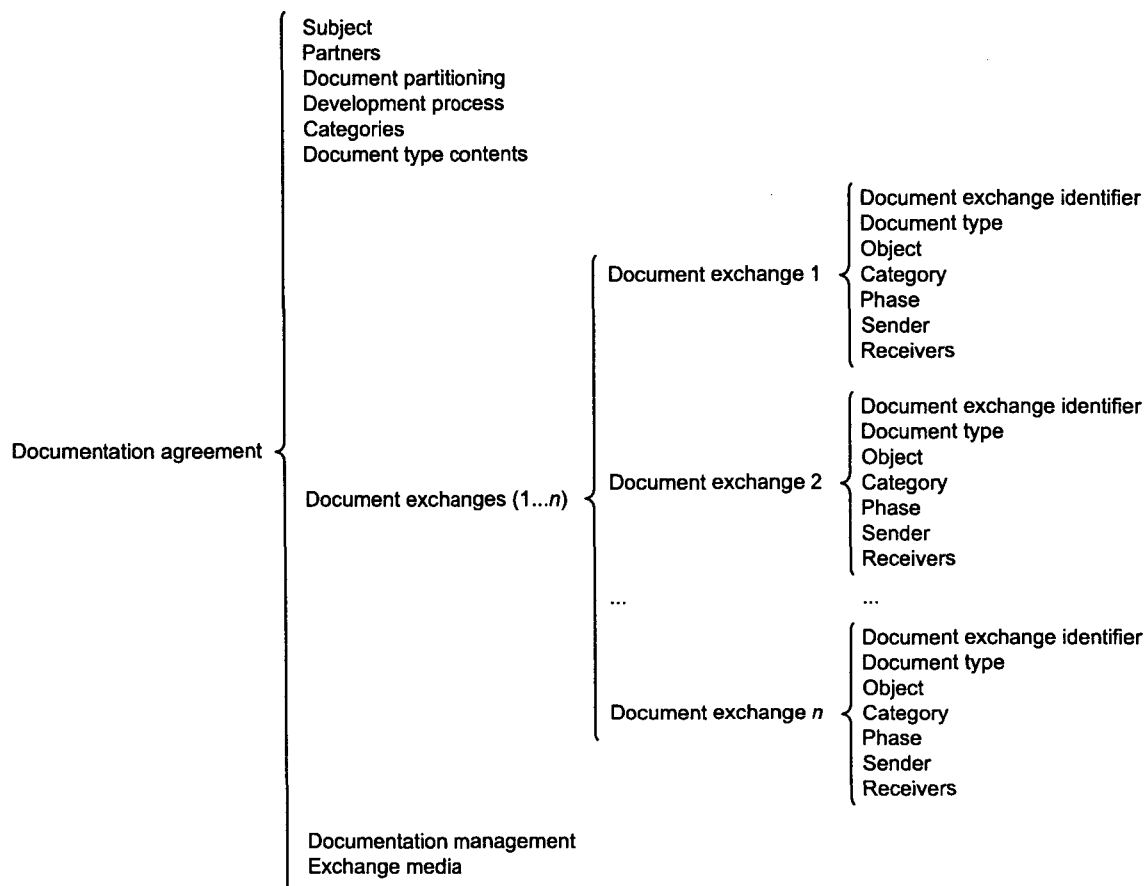 Subject
Partners
Document partitioning
Development process
Categories
Document type contents
Documentation agreement
Document exchanges (1...n)
Document exchange 1
Document exchange identifier
Document type
Object
Category
Phase
Sender
Receivers
Document exchange 2
Document exchange identifier
Document type
Object
Category
Phase
Sender
Receivers
...
...
Document exchange n
Document exchange identifier
Document type
Object
Category
Phase
Sender
Receivers
Documentation management
Exchange media